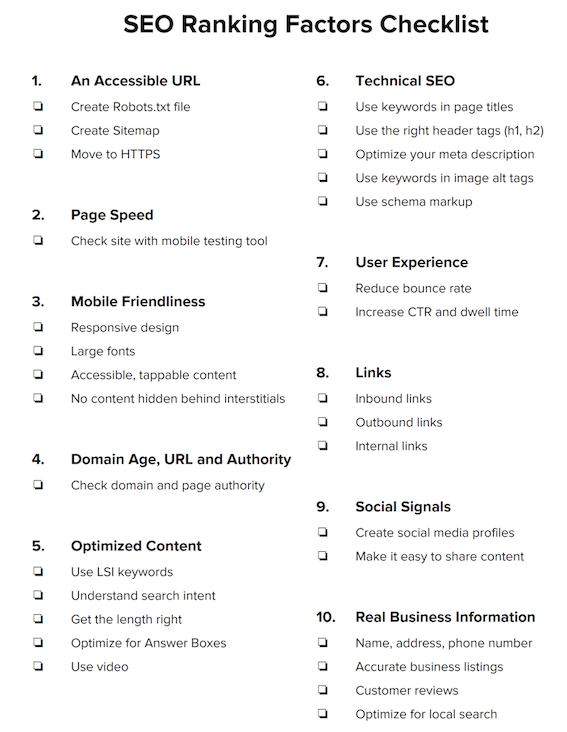 SEO Ranking Factors Checklist
1. An Accessible URL
Create Robots.txt file
Create Sitemap
Move to HTTPS
2. Page Speed
Check site with mobile testing tool
3. Mobile Friendliness
Responsive design
Large fonts
Accessible, tappable content
No content hidden behind interstitials
4. Domain Age, URL and Authority
Check domain and page authority
5. Optimized Content
Use LSI keywords
Understand search intent
Get the length right
Optimize for Answer Boxes
Use video
6. Technical SEO
Use keywords in page titles
Use the right header tags (h1, h2)
Optimize your meta description
Use keywords in image alt tags
Use schema markup
7. User Experience
Reduce bounce rate
Increase CTR and dwell time
8. Links
Inbound links
Outbound links
Internal links
9. Social Signals
Create social media profiles
Make it easy to share content
10. Real Business Information
Name, address, phone number
Accurate business listings
Customer reviews
Optimize for local search